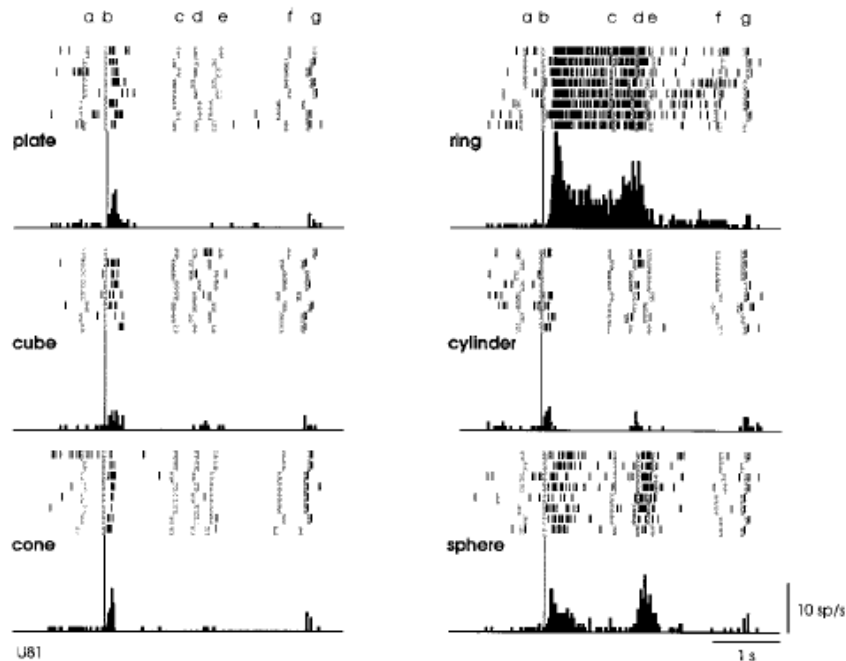 a b c d e f g
a b c d e f g
plate
ring
cube
cylinder
cone
sphere
10 sp/s
1 s
U81